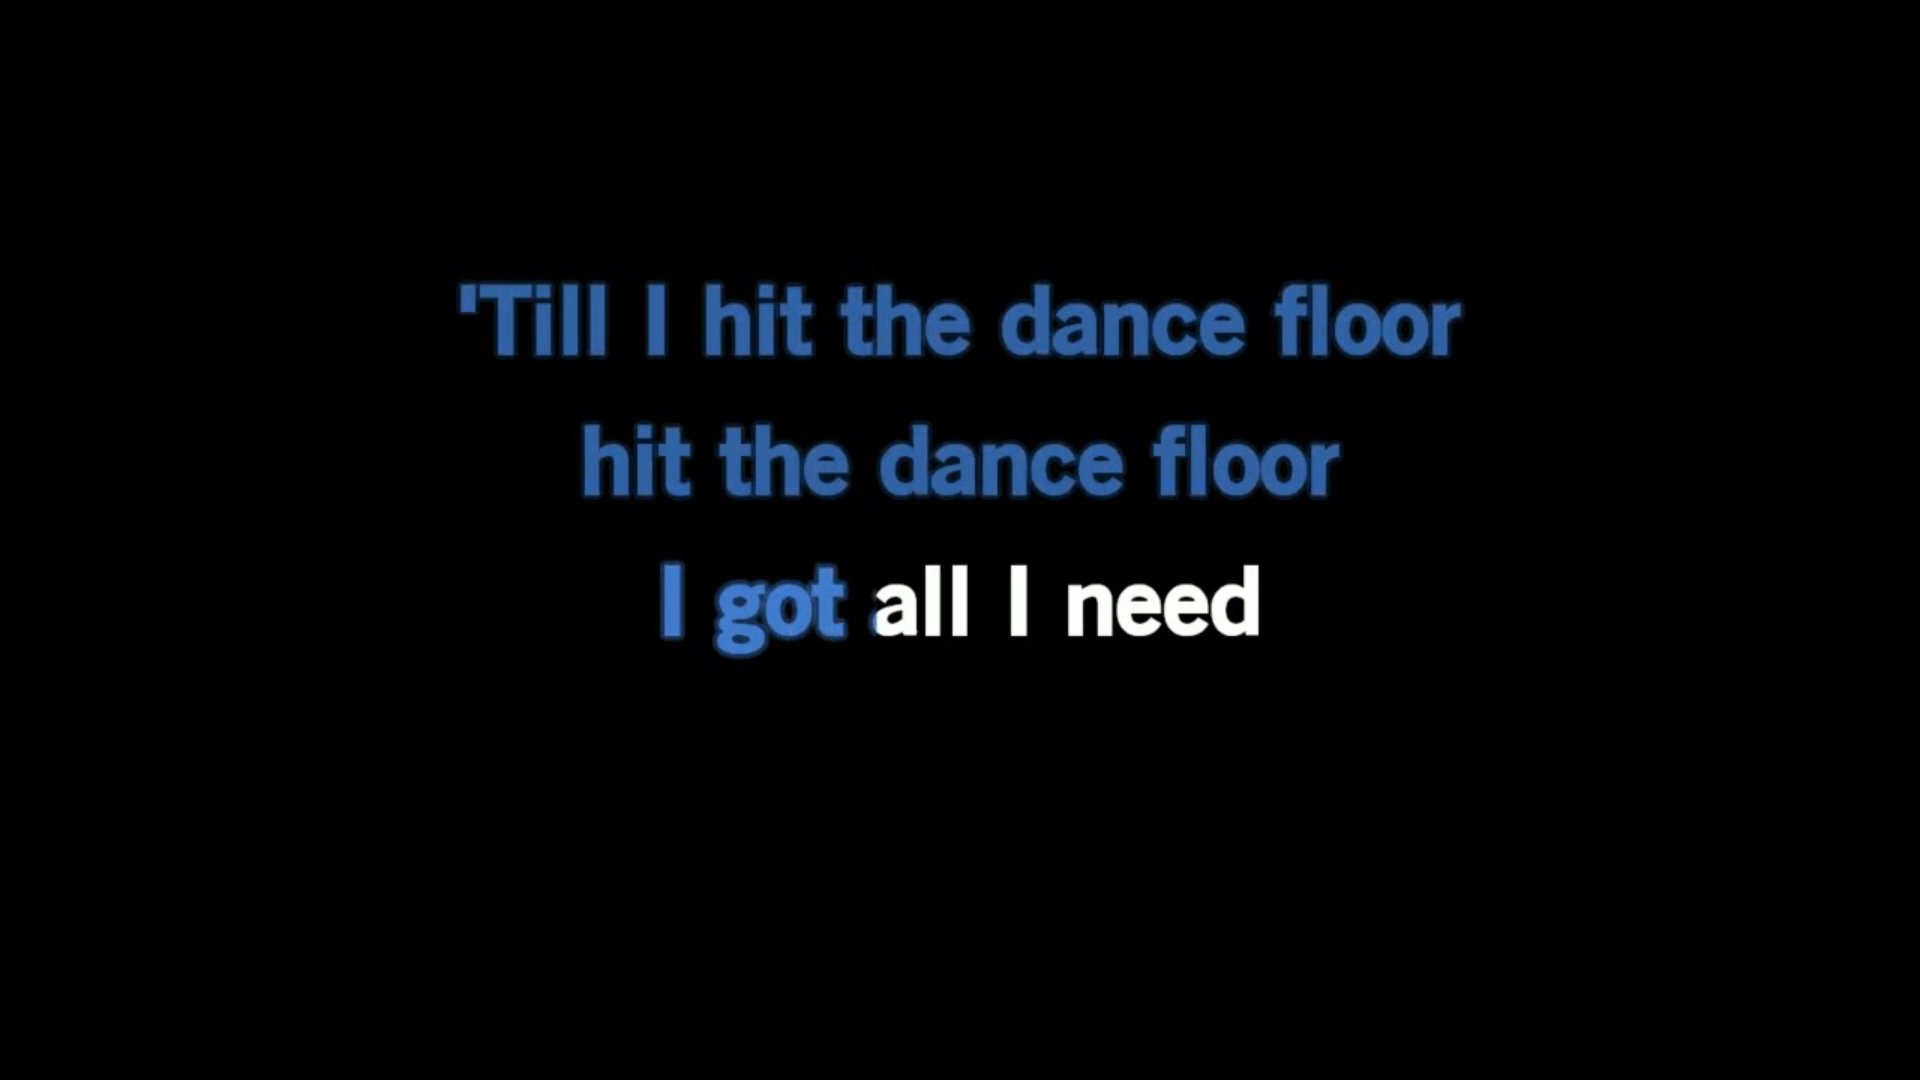 'Till I hit the dance floor
hit the dance floor
I got all I need